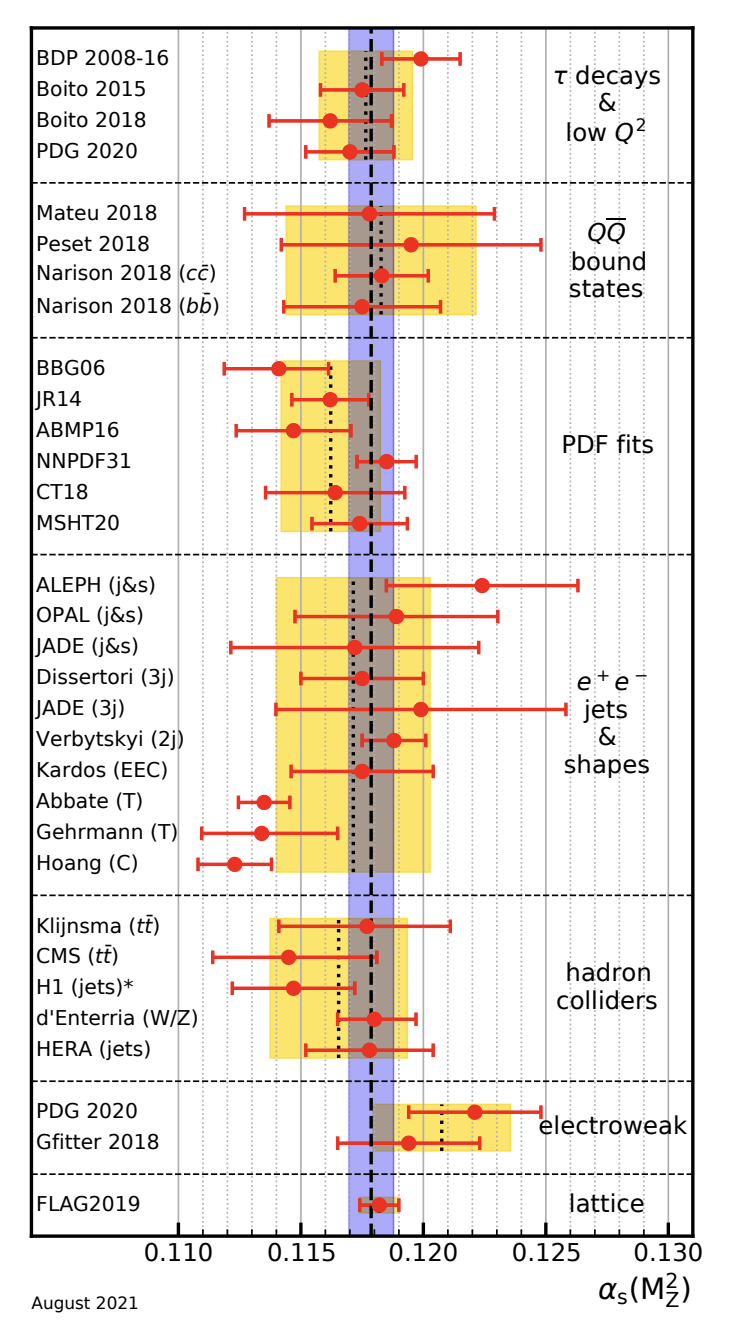 BDP 2008-16
Boito 2015
Boito 2018
PDG 2020
τ decays
&
low Q²
Mateu 2018
Peset 2018
Narison 2018 (cc̄)
Narison 2018 (bb̄)
QQ̅
bound
states
BBG06
JR14
ABMP16
NNPDF31
CT18
MSHT20
PDF fits
ALEPH (j&s)
OPAL (j&s)
JADE (j&s)
Dissertori (3j)
JADE (3j)
Verbytskyi (2j)
Kardos (EEC)
Abbate (T)
Gehrmann (T)
Hoang (C)
e⁺e⁻
jets
&
shapes
Klijnsma (tt̄)
CMS (tt̄)
H1 (jets)*
d'Enterria (W/Z)
HERA (jets)
hadron
colliders
PDG 2020
Gfitter 2018
electroweak
FLAG2019
lattice
0.110 0.115 0.120 0.125 0.130
αₛ(M_Z²)
August 2021